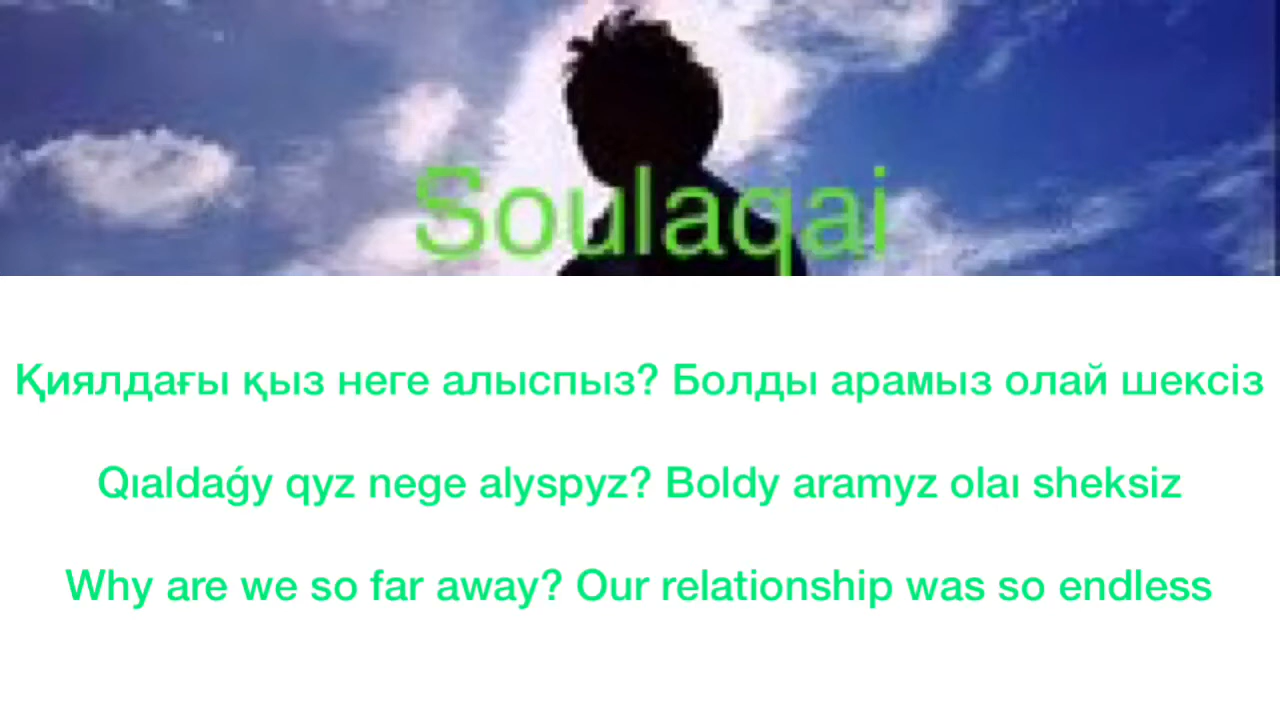 Soulaqai
Қиялдағы қыз неге алыспыз? Болды арамыз олай шексіз
Qıaldaǵy qyz nege alyspyz? Boldy aramyz olaı sheksiz
Why are we so far away? Our relationship was so endless